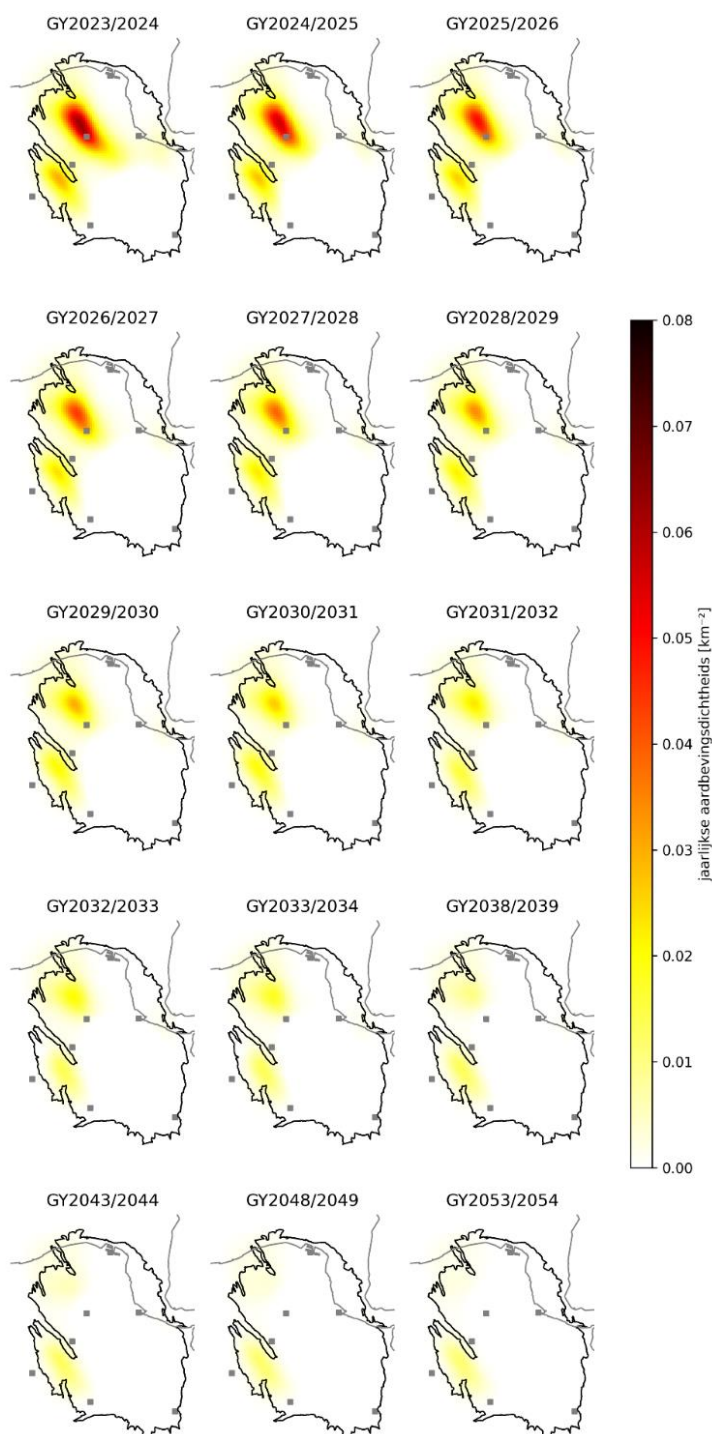 GY2023/2024 GY2024/2025 GY2025/2026
GY2026/2027 GY2027/2028 GY2028/2029
0.08
0.07
0.06
0.05
0.04
0.03
0.02
0.01
0.00
jaarlijkse aardbevingsdichtheids [km⁻²]
GY2029/2030 GY2030/2031 GY2031/2032
GY2032/2033 GY2033/2034 GY2038/2039
GY2043/2044 GY2048/2049 GY2053/2054